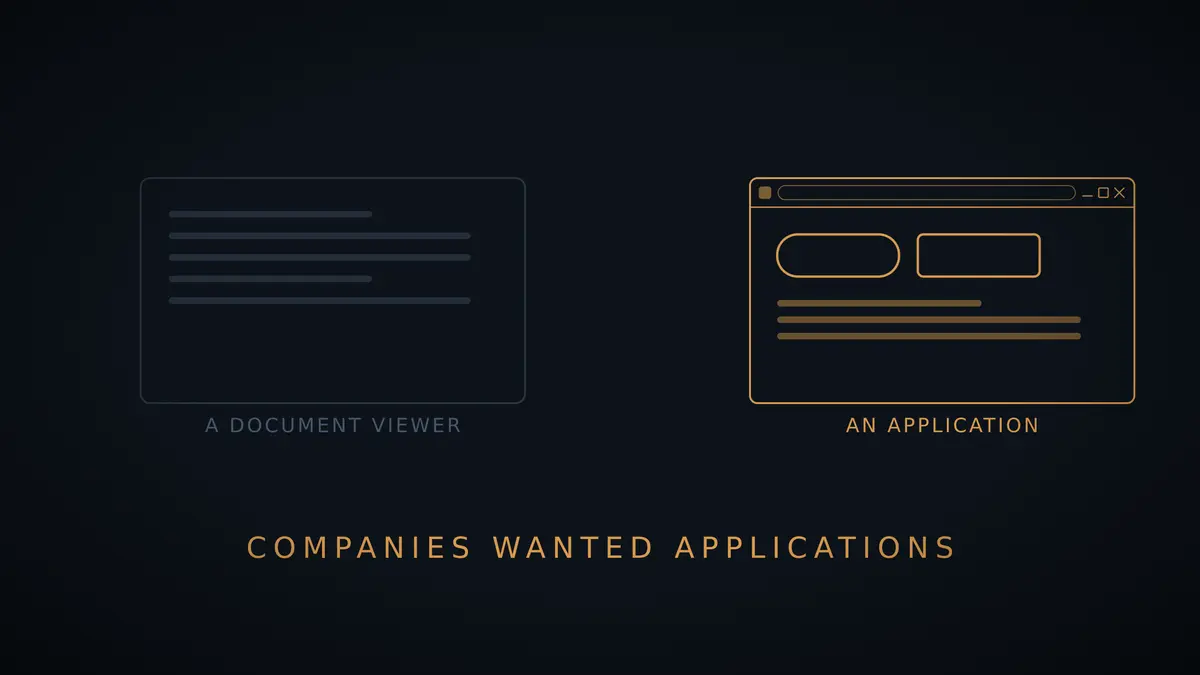 A DOCUMENT VIEWER
AN APPLICATION
COMPANIES WANTED APPLICATIONS